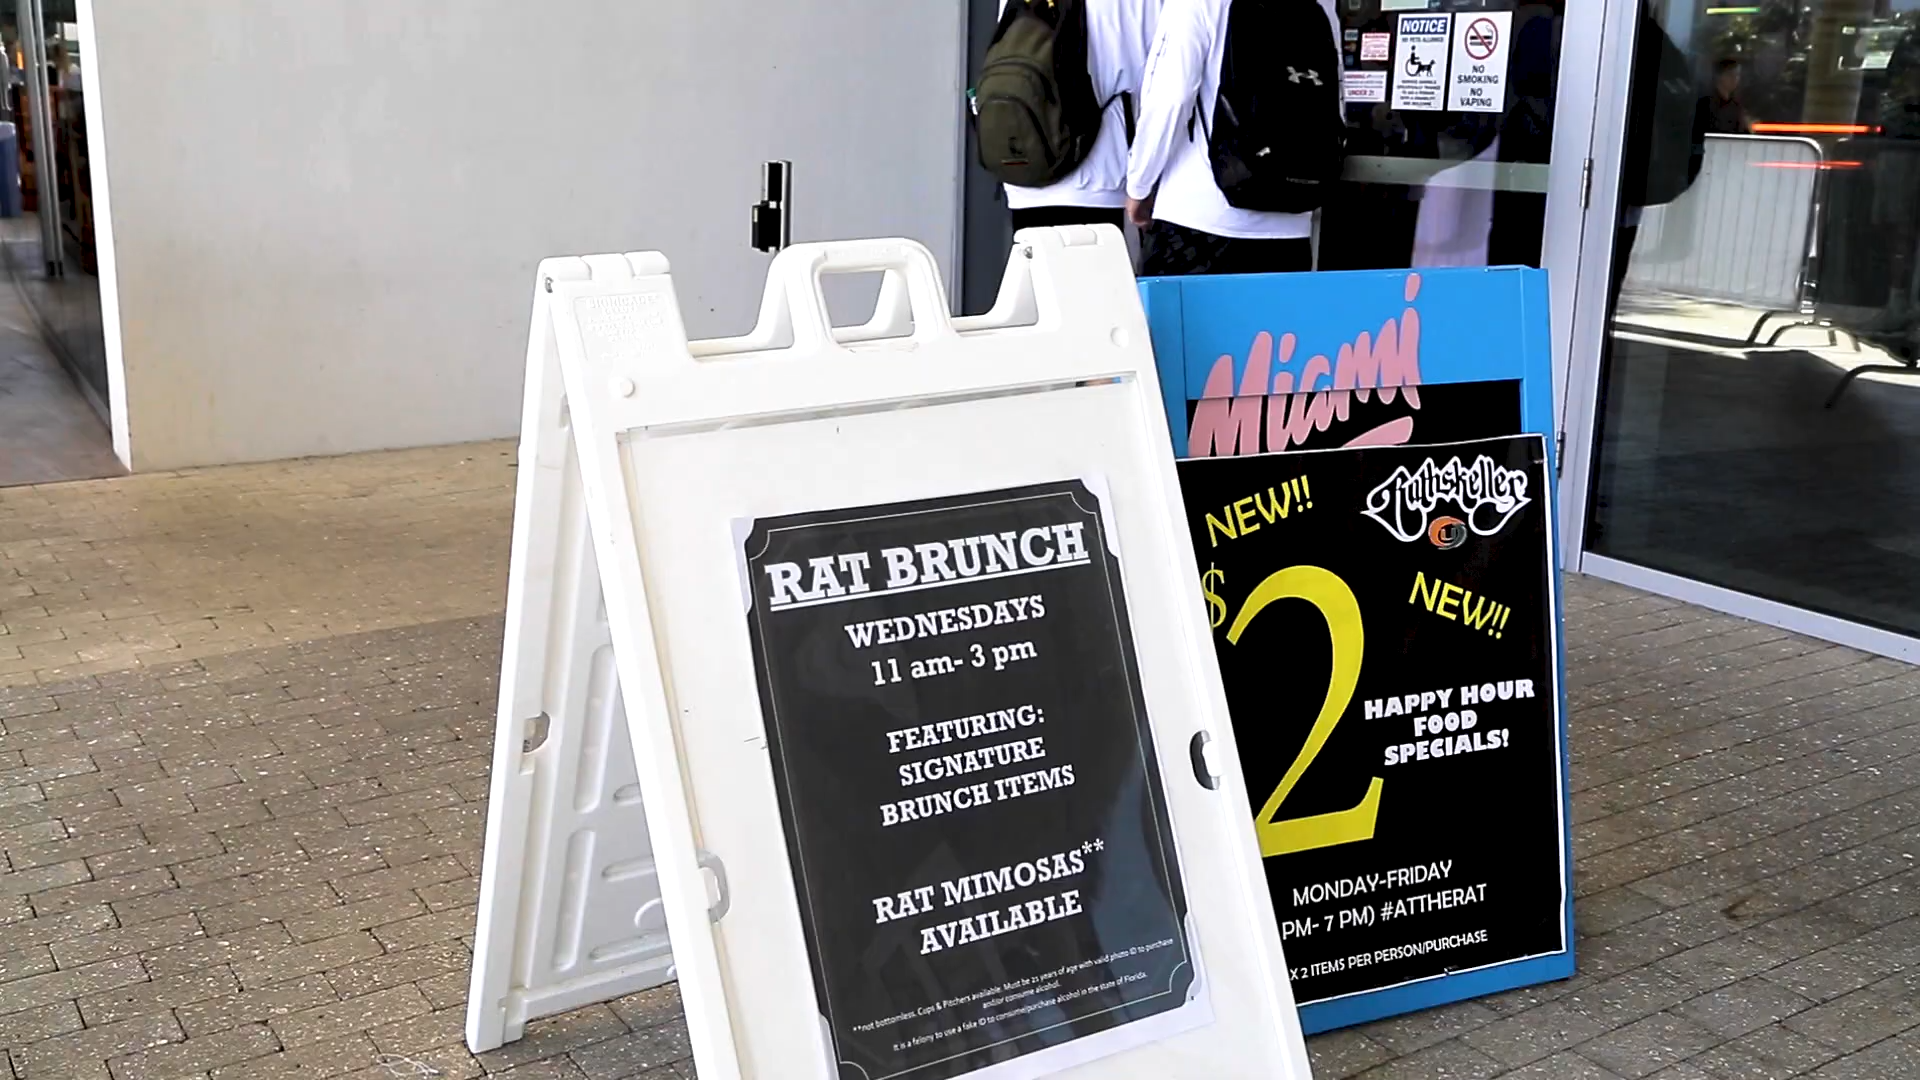 NOTICE
NO PETS ALLOWED
NO
SMOKING
NO
VAPING
UNDER 21
Miami
RAT BRUNCH
WEDNESDAYS
11 am- 3 pm
FEATURING:
SIGNATURE
BRUNCH ITEMS
RAT MIMOSAS**
AVAILABLE
**not bottomless. Cups & Pitchers available. Must be 21 years of age with valid photo ID to purchase
and/or consume alcohol.
It is a felony to use a fake ID to consume/purchase alcohol in the state of Florida.
NEW!!
Rathskeller
U
NEW!!
$2
HAPPY HOUR
FOOD
SPECIALS!
MONDAY-FRIDAY
PM- 7 PM) #ATTHERAT
X 2 ITEMS PER PERSON/PURCHASE